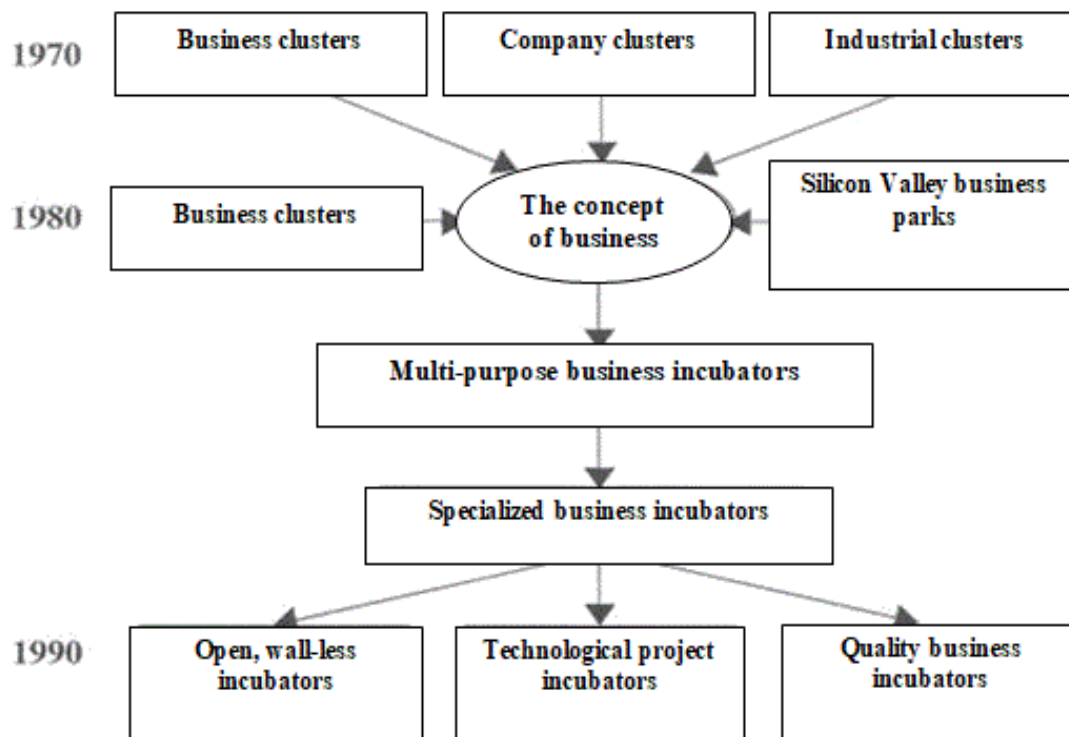 1970
Business clusters
Company clusters
Industrial clusters
1980
Business clusters
The concept
of business
Silicon Valley business
parks
Multi-purpose business incubators
Specialized business incubators
1990
Open, wall-less
incubators
Technological project
incubators
Quality business
incubators